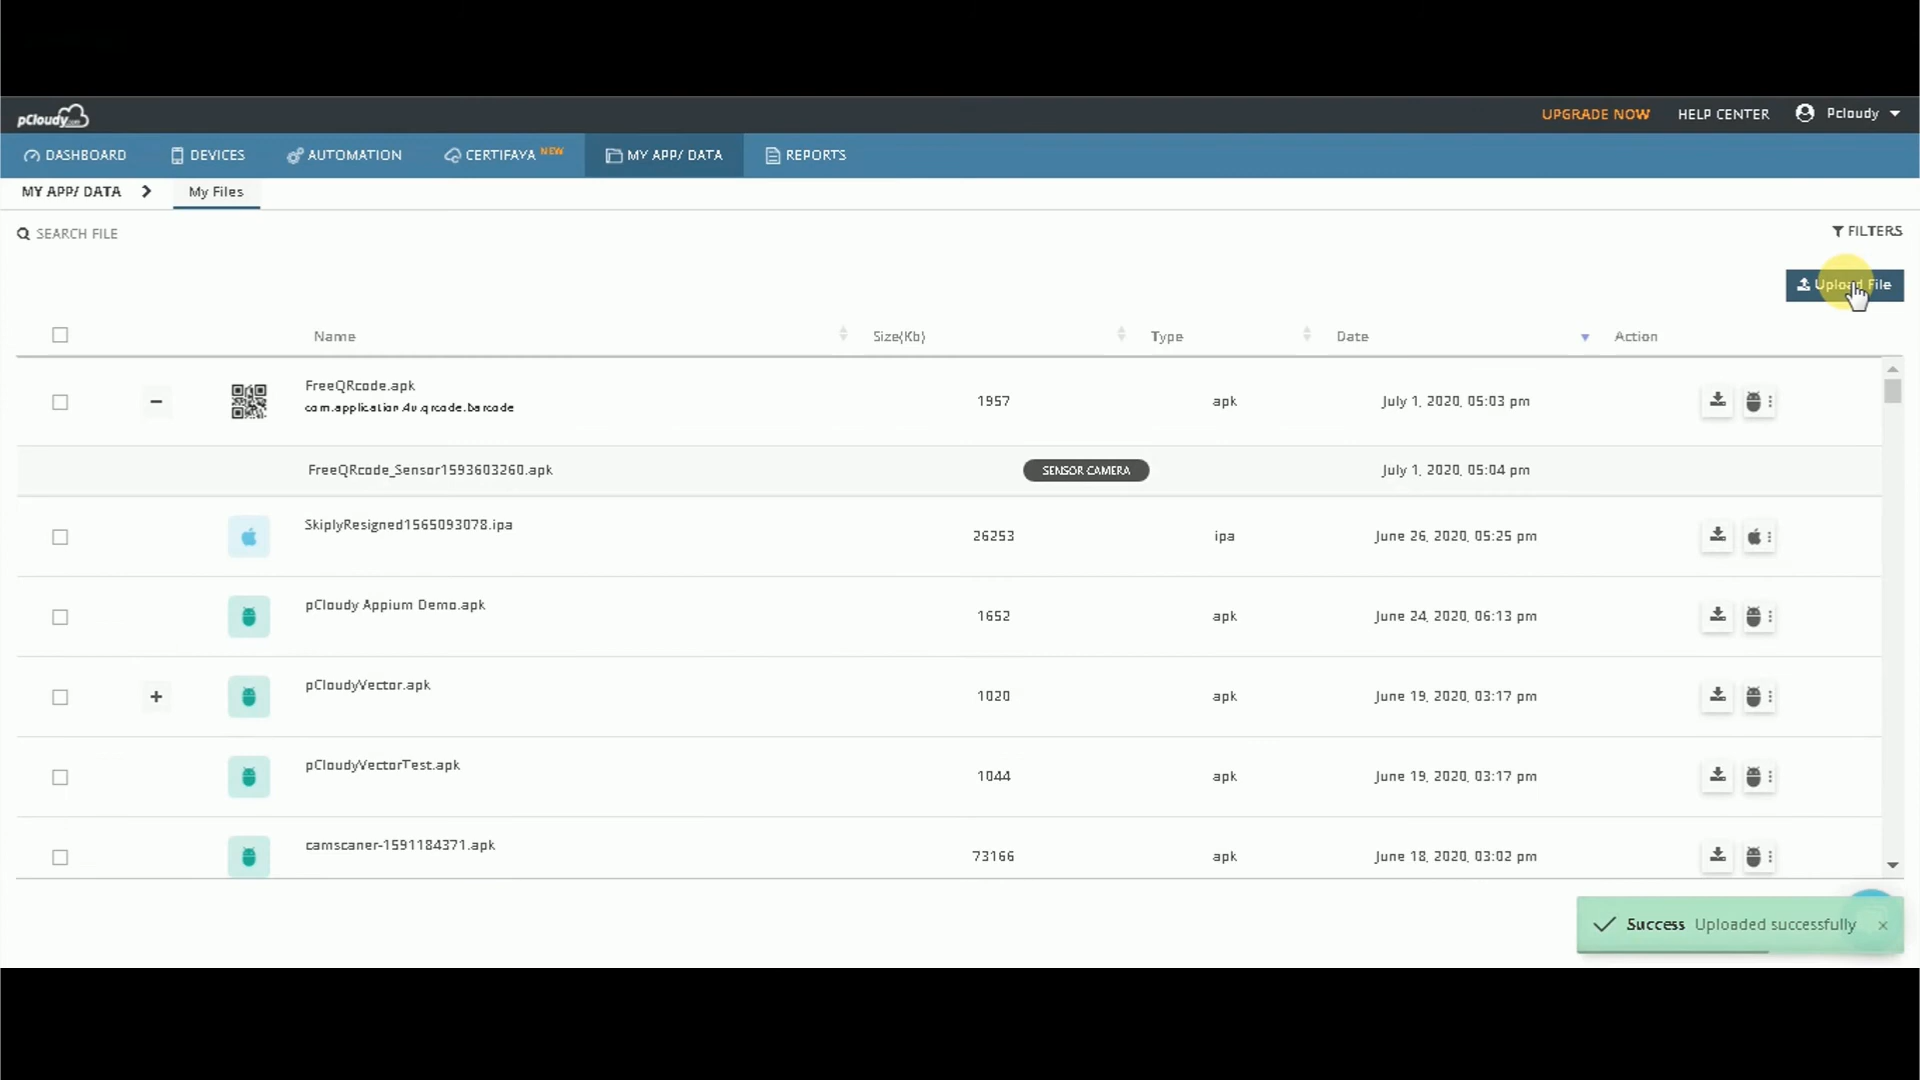 pCloudy.com
UPGRADE NOW HELP CENTER Pcloudy
DASHBOARD DEVICES AUTOMATION CERTIFAYA NEW MY APP/ DATA REPORTS
MY APP/ DATA My Files
SEARCH FILE FILTERS
Upload File
Name Size(Kb) Type Date Action
FreeQRcode.apk
com.application.4u.qrcode.barcode
1957 apk July 1, 2020, 05:03 pm
FreeQRcode_Sensor1593603260.apk SENSOR CAMERA July 1, 2020, 05:04 pm
SkiplyResigned1565093078.ipa 26253 ipa June 26, 2020, 05:25 pm
pCloudy Appium Demo.apk 1652 apk June 24, 2020, 06:13 pm
pCloudyVector.apk 1020 apk June 19, 2020, 03:17 pm
pCloudyVectorTest.apk 1044 apk June 19, 2020, 03:17 pm
camscaner-1591184371.apk 73166 apk June 18, 2020, 03:02 pm
Success Uploaded successfully ×